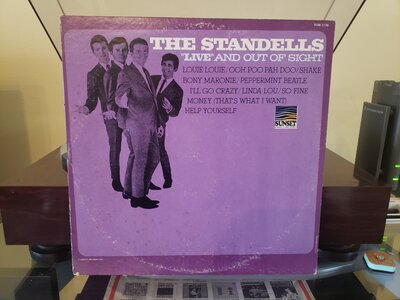 THE STANDELLS
"LIVE" AND OUT OF SIGHT
LOUIE LOUIE/OOH POO PAH DOO/SHAKE
BONY MARONIE/PEPPERMINT BEATLE
I'LL GO CRAZY/LINDA LOU/SO FINE
MONEY (THAT'S WHAT I WANT)
HELP YOURSELF
SUNSET